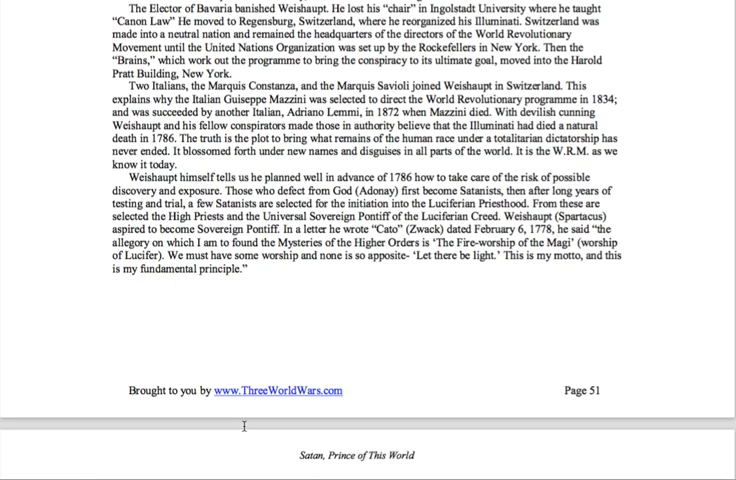 The Elector of Bavaria banished Weishaupt. He lost his “chair” in Ingolstadt University where he taught
“Canon Law” He moved to Regensburg, Switzerland, where he reorganized his Illuminati. Switzerland was
made into a neutral nation and remained the headquarters of the directors of the World Revolutionary
Movement until the United Nations Organization was set up by the Rockefellers in New York. Then the
“Brains,” which work out the programme to bring the conspiracy to its ultimate goal, moved into the Harold
Pratt Building, New York.
Two Italians, the Marquis Constanza, and the Marquis Savioli joined Weishaupt in Switzerland. This
explains why the Italian Guiseppe Mazzini was selected to direct the World Revolutionary programme in 1834;
and was succeeded by another Italian, Adriano Lemmi, in 1872 when Mazzini died. With devilish cunning
Weishaupt and his fellow conspirators made those in authority believe that the Illuminati had died a natural
death in 1786. The truth is the plot to bring what remains of the human race under a totalitarian dictatorship has
never ended. It blossomed forth under new names and disguises in all parts of the world. It is the W.R.M. as we
know it today.
Weishaupt himself tells us he planned well in advance of 1786 how to take care of the risk of possible
discovery and exposure. Those who defect from God (Adonay) first become Satanists, then after long years of
testing and trial, a few Satanists are selected for the initiation into the Luciferian Priesthood. From these are
selected the High Priests and the Universal Sovereign Pontiff of the Luciferian Creed. Weishaupt (Spartacus)
aspired to become Sovereign Pontiff. In a letter he wrote “Cato” (Zwack) dated February 6, 1778, he said “the
allegory on which I am to found the Mysteries of the Higher Orders is ‘The Fire-worship of the Magi’ (worship
of Lucifer). We must have some worship and none is so apposite- ‘Let there be light.’ This is my motto, and this
is my fundamental principle.”
Brought to you by www.ThreeWorldWars.com Page 51
Satan, Prince of This World